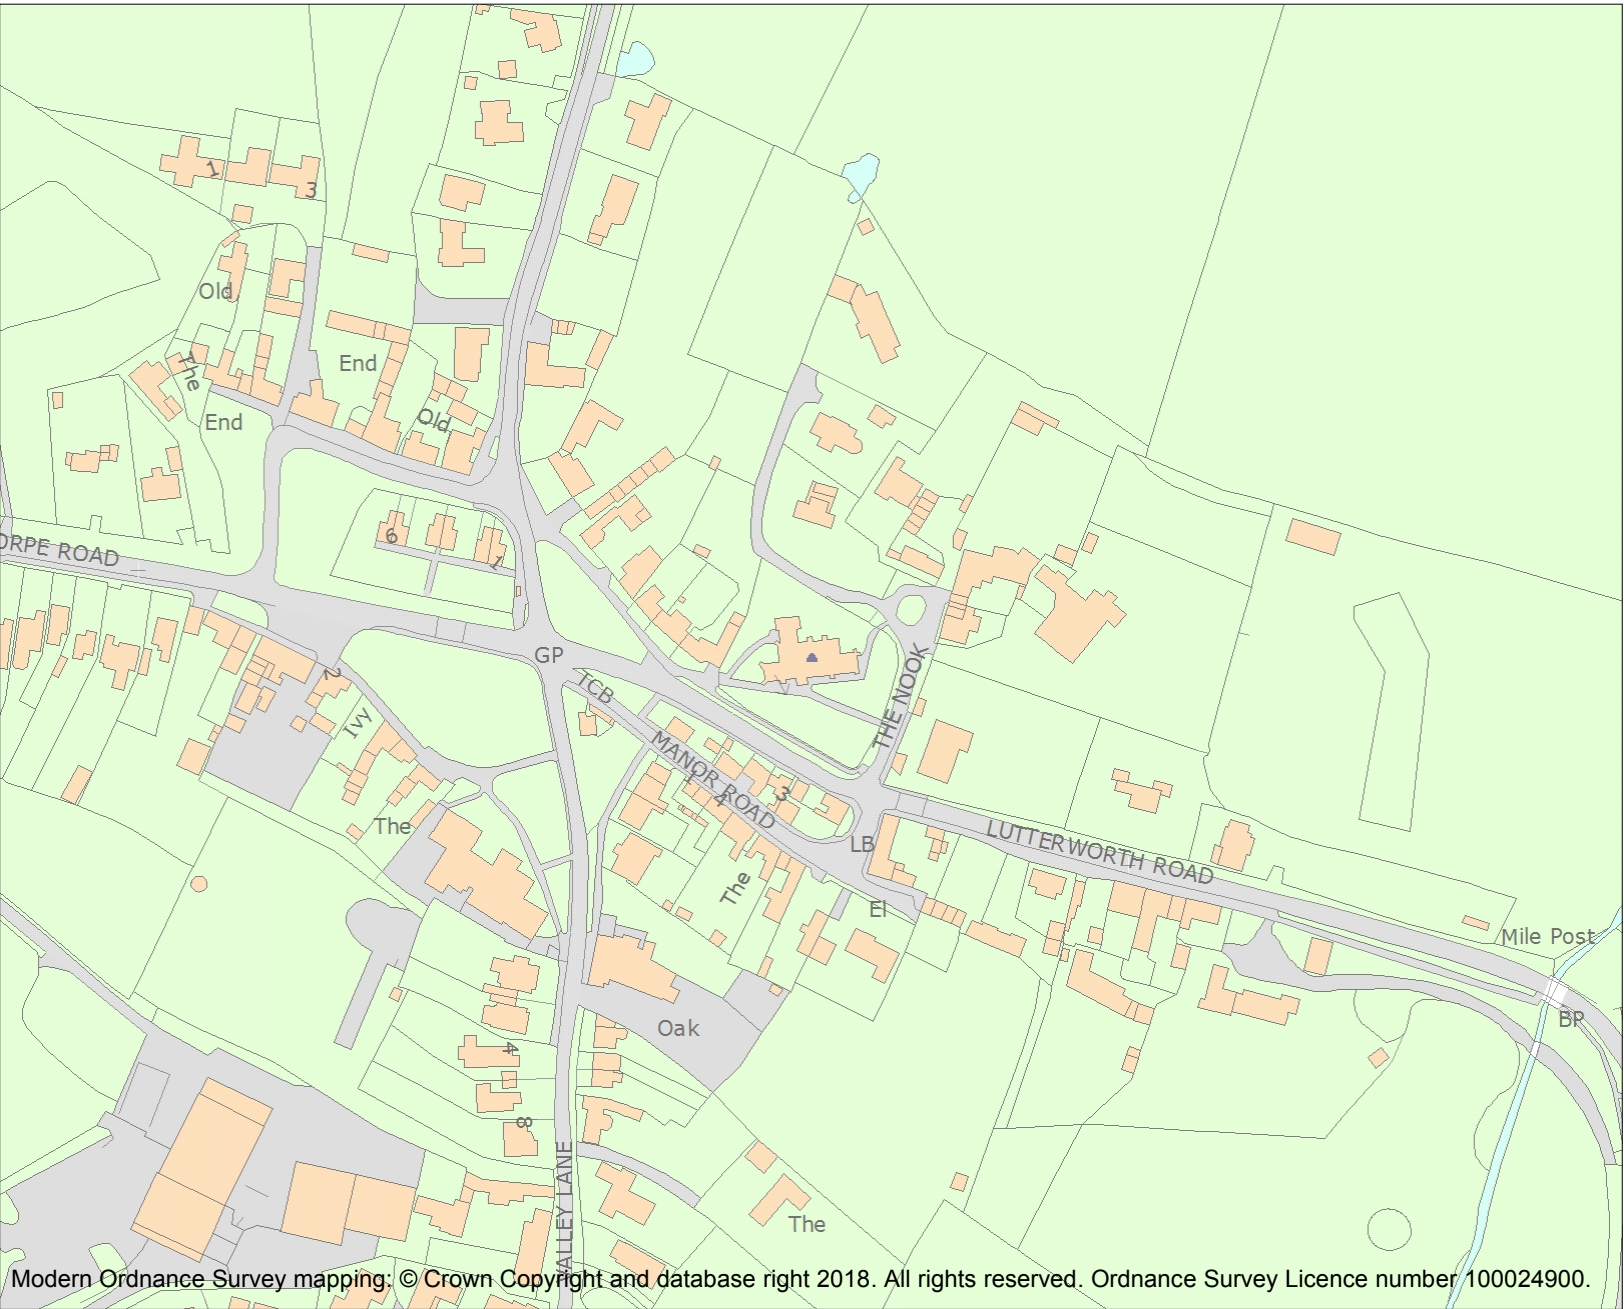 1
3
Old
The
End
End
Old
6
1
ORPE ROAD
GP
TCB
2
Ivy
THE NOOK
MANOR ROAD
1
4
3
The
LB
LUTTERWORTH ROAD
The
El
Mile Post
BP
Oak
4
8
VALLEY LANE
The
Modern Ordnance Survey mapping: © Crown Copyright and database right 2018. All rights reserved. Ordnance Survey Licence number 100024900.